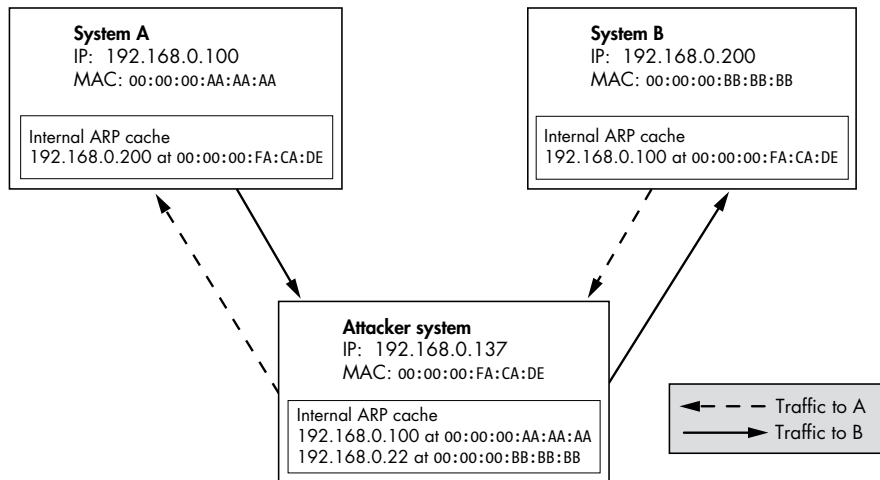 System A
IP: 192.168.0.100
MAC: 00:00:00:AA:AA:AA
Internal ARP cache
192.168.0.200 at 00:00:00:FA:CA:DE
System B
IP: 192.168.0.200
MAC: 00:00:00:BB:BB:BB
Internal ARP cache
192.168.0.100 at 00:00:00:FA:CA:DE
Attacker system
IP: 192.168.0.137
MAC: 00:00:00:FA:CA:DE
Internal ARP cache
192.168.0.100 at 00:00:00:AA:AA:AA
192.168.0.22 at 00:00:00:BB:BB:BB
Traffic to A
Traffic to B